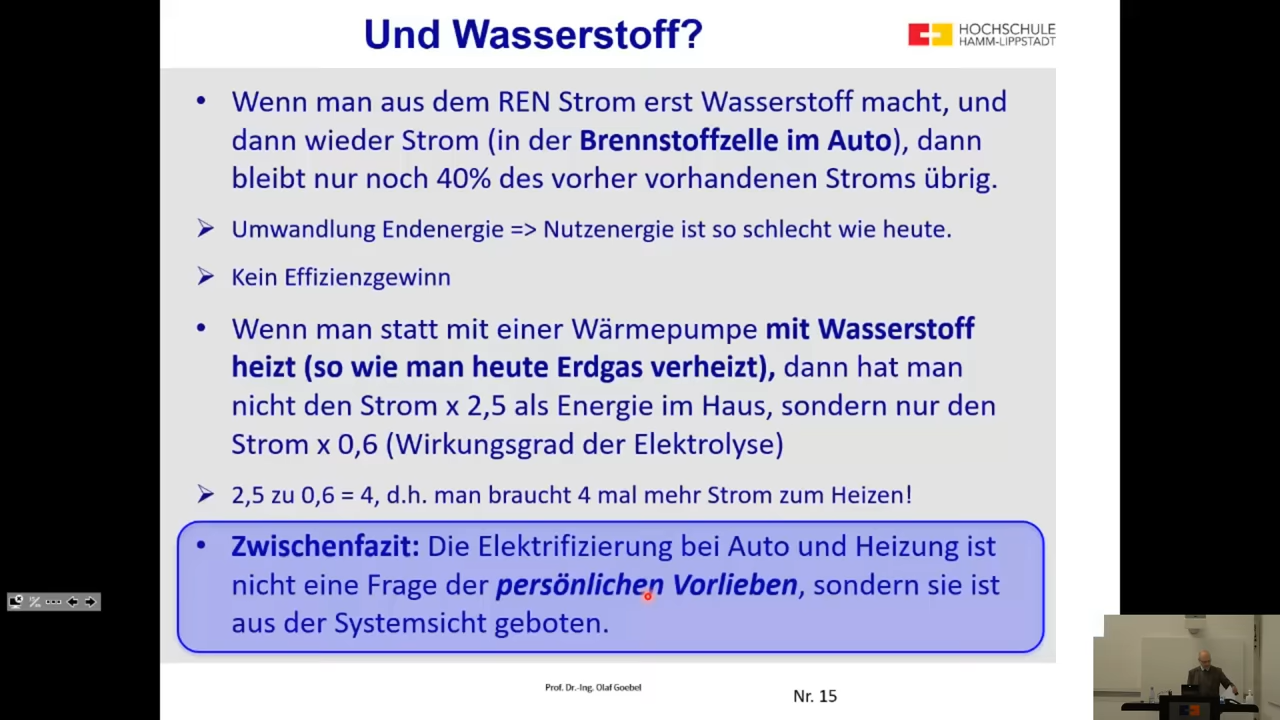 Und Wasserstoff?
HOCHSCHULE
HAMM-LIPPSTADT
• Wenn man aus dem REN Strom erst Wasserstoff macht, und
dann wieder Strom (in der Brennstoffzelle im Auto), dann
bleibt nur noch 40% des vorher vorhandenen Stroms übrig.
➢ Umwandlung Endenergie => Nutzenergie ist so schlecht wie heute.
➢ Kein Effizienzgewinn
• Wenn man statt mit einer Wärmepumpe mit Wasserstoff
heizt (so wie man heute Erdgas verheizt), dann hat man
nicht den Strom x 2,5 als Energie im Haus, sondern nur den
Strom x 0,6 (Wirkungsgrad der Elektrolyse)
➢ 2,5 zu 0,6 = 4, d.h. man braucht 4 mal mehr Strom zum Heizen!
• Zwischenfazit: Die Elektrifizierung bei Auto und Heizung ist
nicht eine Frage der persönlichen Vorlieben, sondern sie ist
aus der Systemsicht geboten.
Prof. Dr.-Ing. Olaf Goebel
Nr. 15